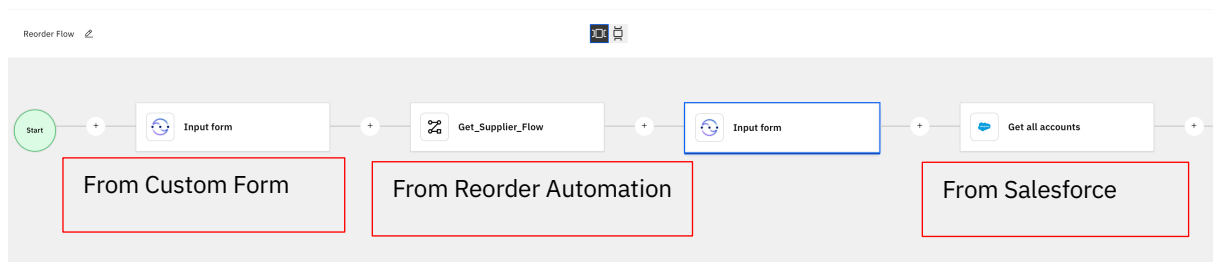 Reorder Flow
Start
+
Input form
+
Get_Supplier_Flow
+
Input form
+
Get all accounts
+
From Custom Form
From Reorder Automation
From Salesforce